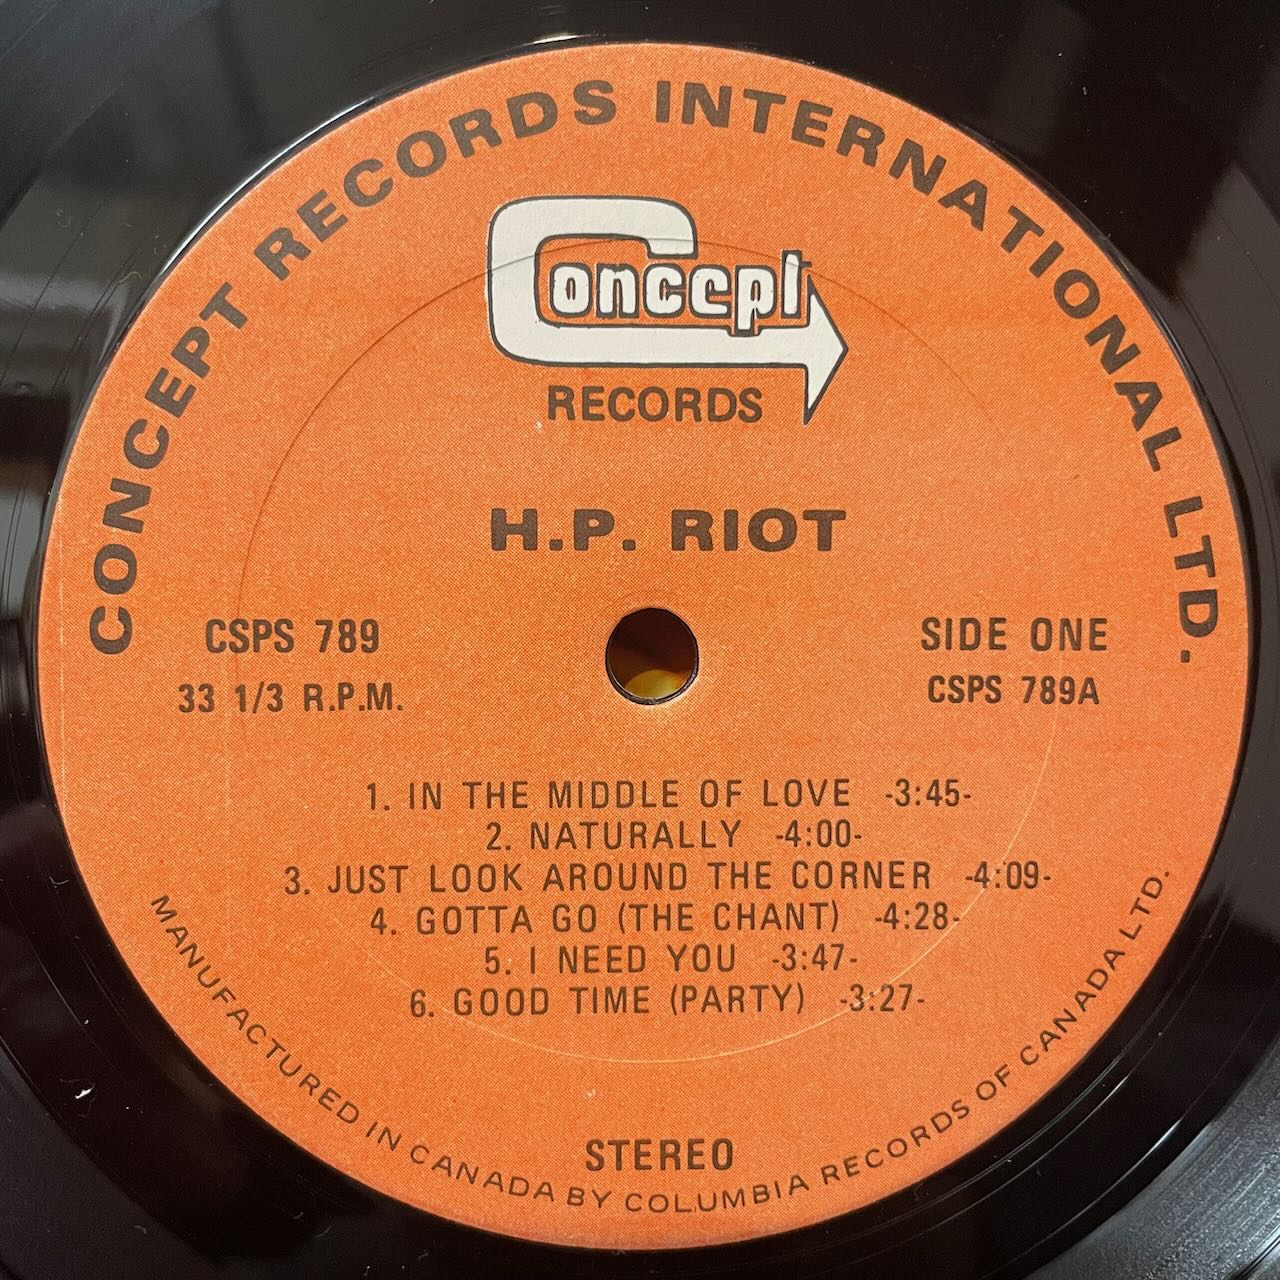 CONCEPT RECORDS INTERNATIONAL LTD.
Concept
RECORDS
H.P. RIOT
CSPS 789
33 1/3 R.P.M.
SIDE ONE
CSPS 789A
1. IN THE MIDDLE OF LOVE -3:45-
2. NATURALLY -4:00-
3. JUST LOOK AROUND THE CORNER -4:09-
4. GOTTA GO (THE CHANT) -4:28-
5. I NEED YOU -3:47-
6. GOOD TIME (PARTY) -3:27-
STEREO
MANUFACTURED IN CANADA BY COLUMBIA RECORDS OF CANADA LTD.